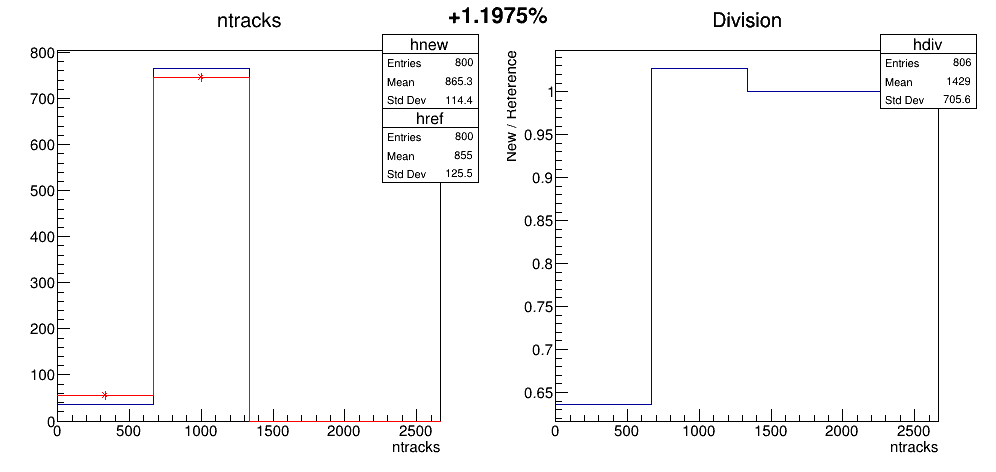 +1.1975%
ntracks
hnew
Entries 800
Mean 865.3
Std Dev 114.4
href
Entries 800
Mean 855
Std Dev 125.5
800
700
600
500
400
300
200
100
0
0 500 1000 1500 2000 2500
ntracks
Division
hdiv
Entries 806
Mean 1429
Std Dev 705.6
New / Reference
1
0.95
0.9
0.85
0.8
0.75
0.7
0.65
0 500 1000 1500 2000 2500
ntracks